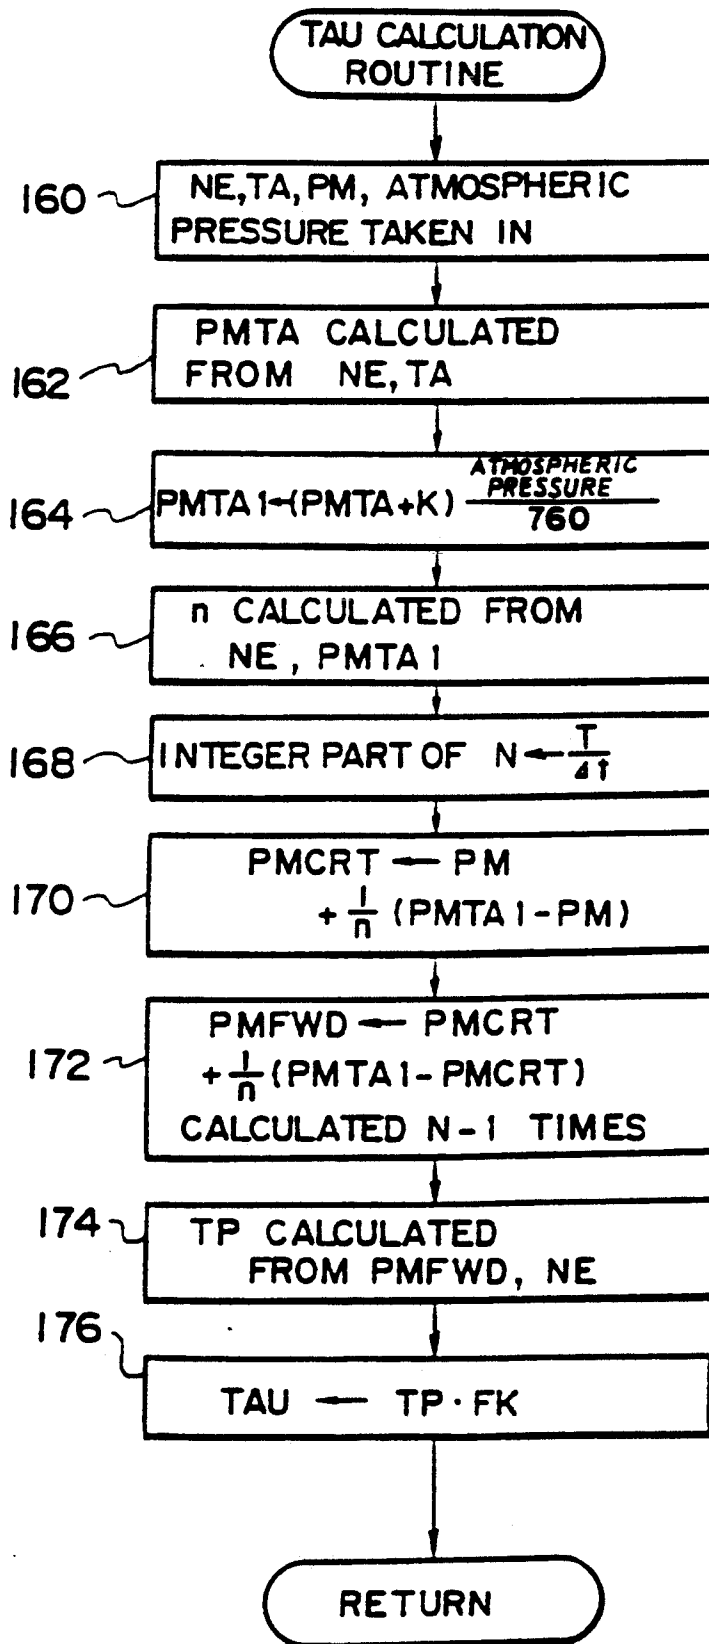 TAU CALCULATION
ROUTINE
160
NE, TA, PM, ATMOSPHERIC
PRESSURE TAKEN IN
162
PMTA CALCULATED
FROM NE, TA
164
PMTA1←(PMTA+K) ATMOSPHERIC
PRESSURE
760
166
n CALCULATED FROM
NE, PMTA1
168
INTEGER PART OF N ← T
Δt
170
PMCRT ← PM
+ 1/n (PMTA1-PM)
172
PMFWD ← PMCRT
+ 1/n (PMTA1-PMCRT)
CALCULATED N-1 TIMES
174
TP CALCULATED
FROM PMFWD, NE
176
TAU ← TP·FK
RETURN